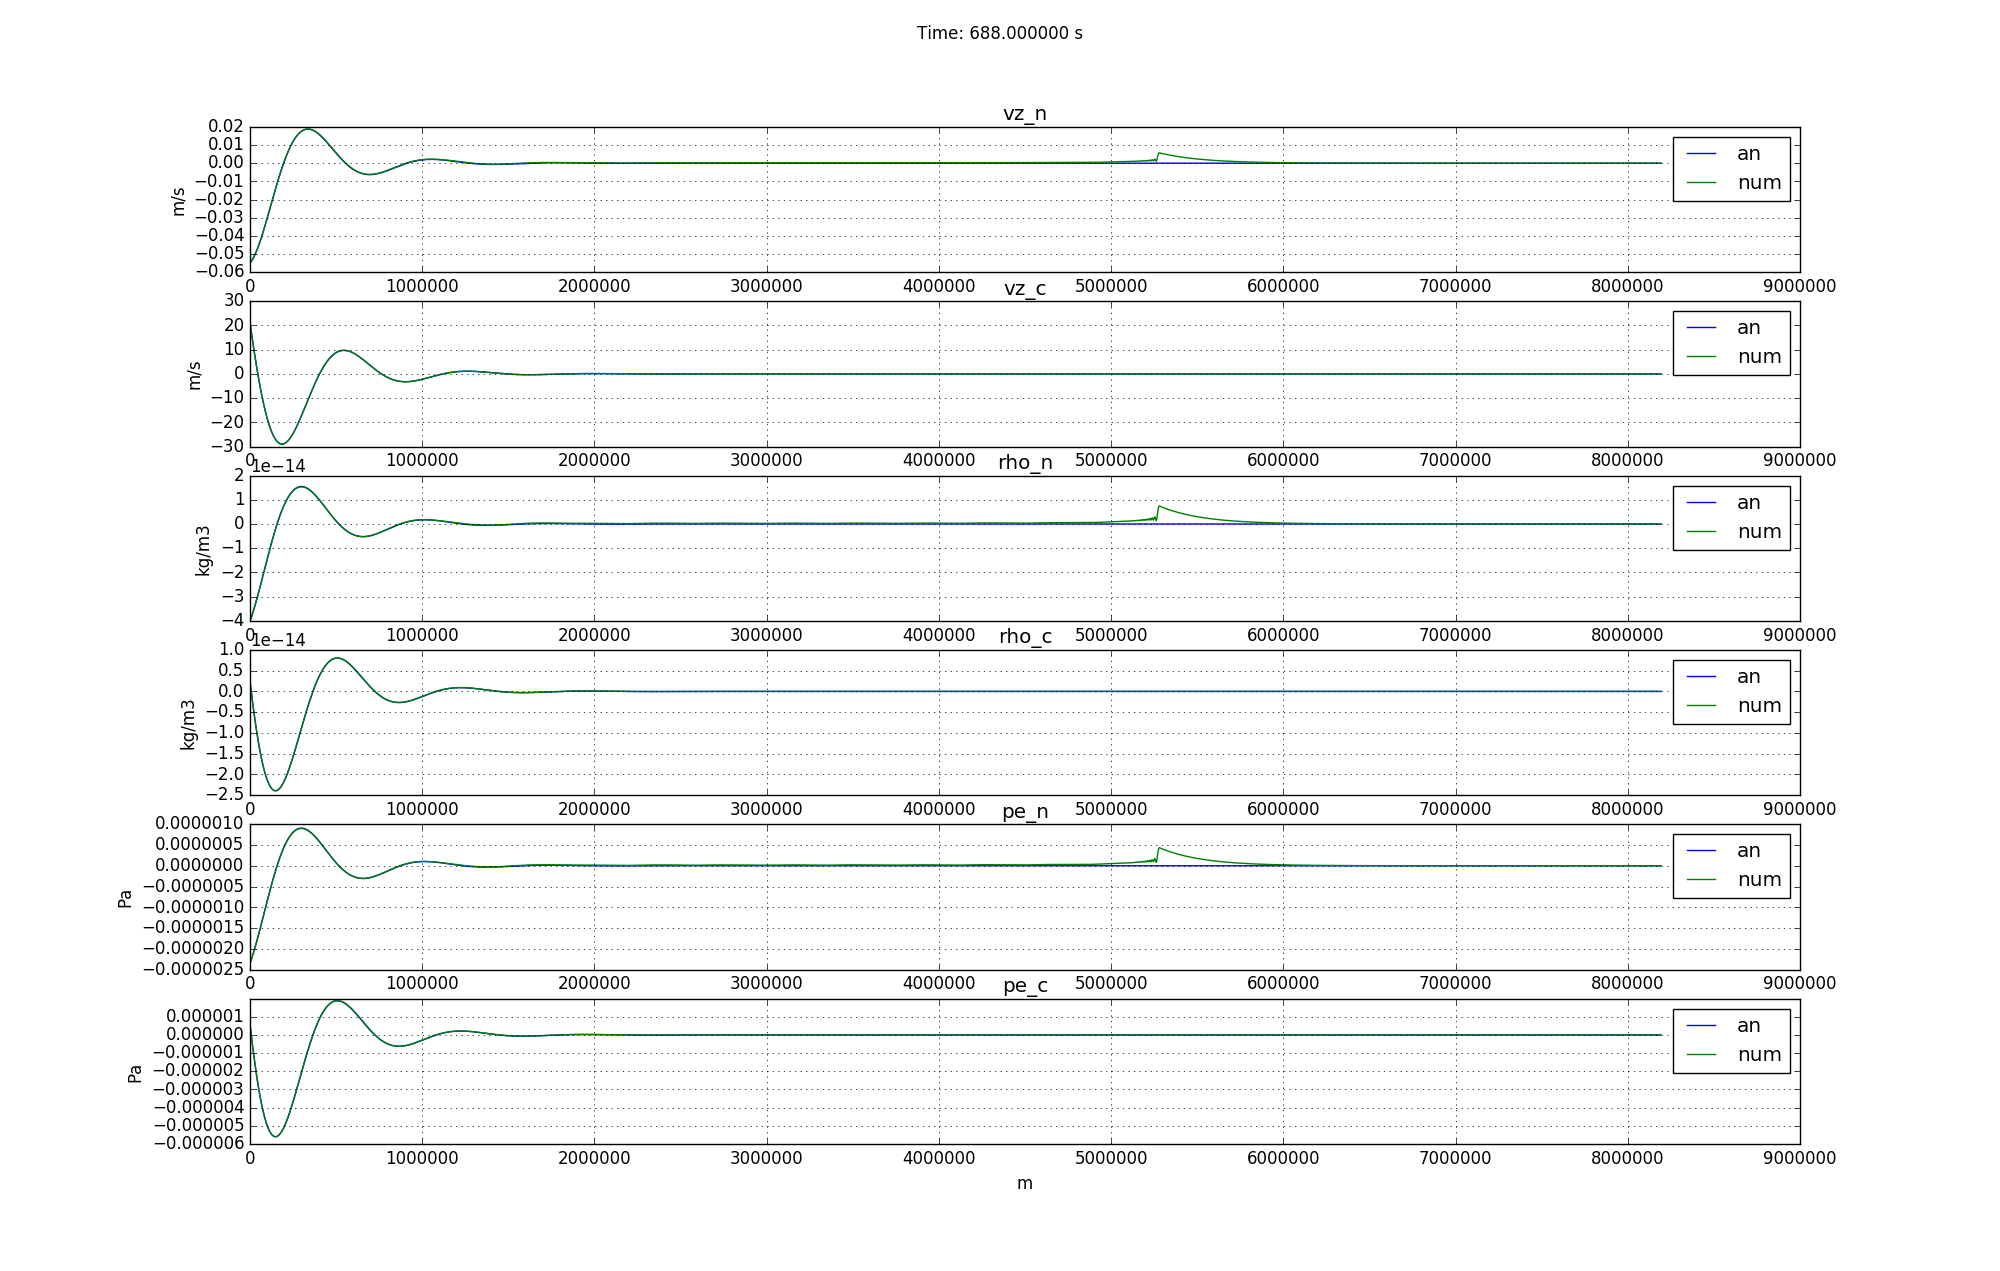 Time: 688.000000 s
vz_n
0.02
0.01
0.00
−0.01
−0.02
−0.03
−0.04
−0.05
−0.06
m/s
an
num
0 1000000 2000000 3000000 4000000 5000000 6000000 7000000 8000000 9000000
vz_c
30
20
10
0
−10
−20
−30
m/s
an
num
0 1000000 2000000 3000000 4000000 5000000 6000000 7000000 8000000 9000000
1e−14
rho_n
2
1
0
−1
−2
−3
−4
kg/m3
an
num
0 1000000 2000000 3000000 4000000 5000000 6000000 7000000 8000000 9000000
1e−14
rho_c
1.0
0.5
0.0
−0.5
−1.0
−1.5
−2.0
−2.5
kg/m3
an
num
0 1000000 2000000 3000000 4000000 5000000 6000000 7000000 8000000 9000000
pe_n
0.0000010
0.0000005
0.0000000
−0.0000005
−0.0000010
−0.0000015
−0.0000020
−0.0000025
Pa
an
num
0 1000000 2000000 3000000 4000000 5000000 6000000 7000000 8000000 9000000
pe_c
0.000001
0.000000
−0.000001
−0.000002
−0.000003
−0.000004
−0.000005
−0.000006
Pa
an
num
0 1000000 2000000 3000000 4000000 5000000 6000000 7000000 8000000 9000000
m